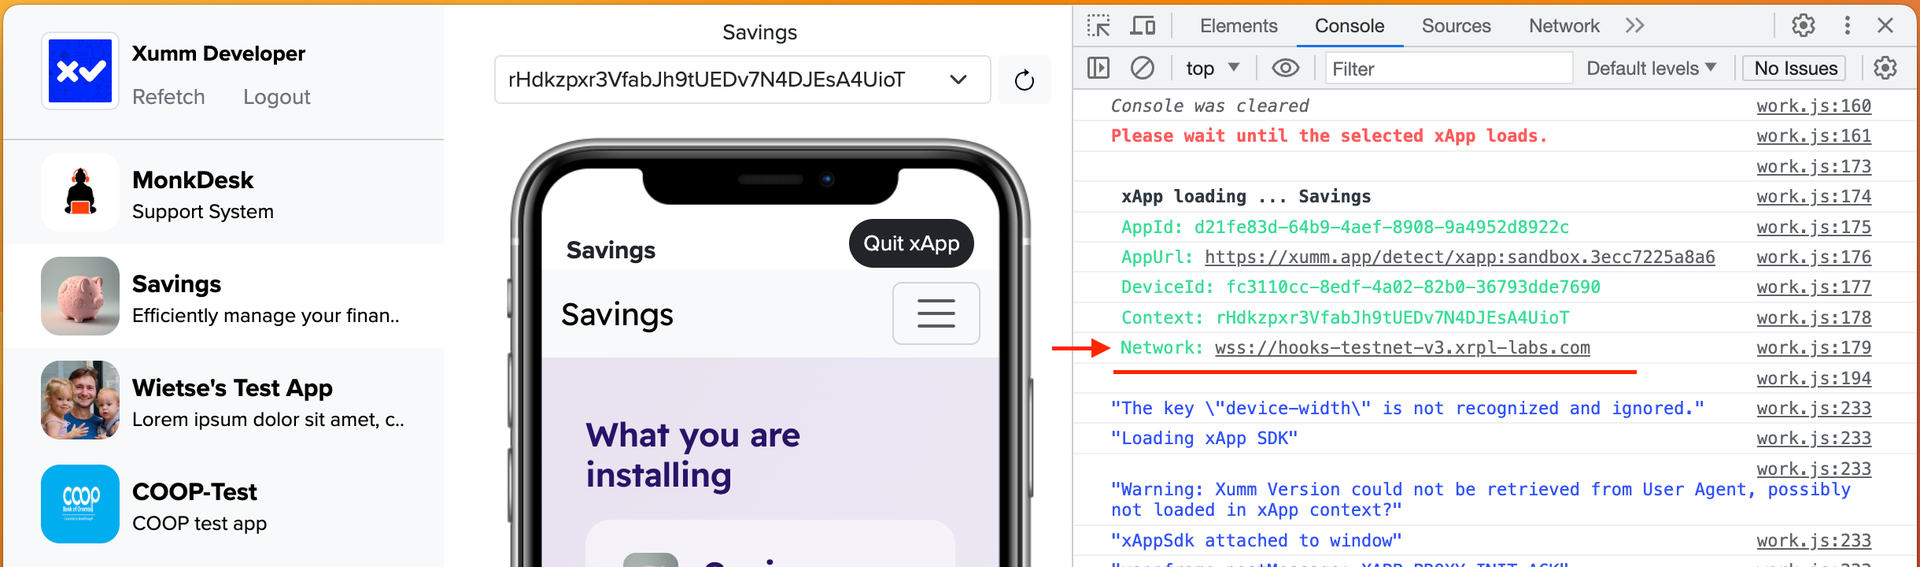 Xumm Developer
Refetch Logout
MonkDesk
Support System
Savings
Efficiently manage your finan..
Wietse's Test App
Lorem ipsum dolor sit amet, c..
coop
COOP-Test
COOP test app
Savings
rHdkzpxr3VfabJh9tUEDv7N4DJEsA4UioT
Savings
Quit xApp
Savings
What you are
installing
Elements Console Sources Network
top Filter Default levels No Issues
Console was cleared work.js:160
Please wait until the selected xApp loads. work.js:161
work.js:173
xApp loading ... Savings work.js:174
AppId: d21fe83d-64b9-4aef-8908-9a4952d8922c work.js:175
AppUrl: https://xumm.app/detect/xapp:sandbox.3ecc7225a8a6 work.js:176
DeviceId: fc3110cc-8edf-4a02-82b0-36793dde7690 work.js:177
Context: rHdkzpxr3VfabJh9tUEDv7N4DJEsA4UioT work.js:178
Network: wss://hooks-testnet-v3.xrpl-labs.com work.js:179
work.js:194
"The key \"device-width\" is not recognized and ignored." work.js:233
"Loading xApp SDK" work.js:233
work.js:233
"Warning: Xumm Version could not be retrieved from User Agent, possibly
not loaded in xApp context?"
"xAppSdk attached to window" work.js:233